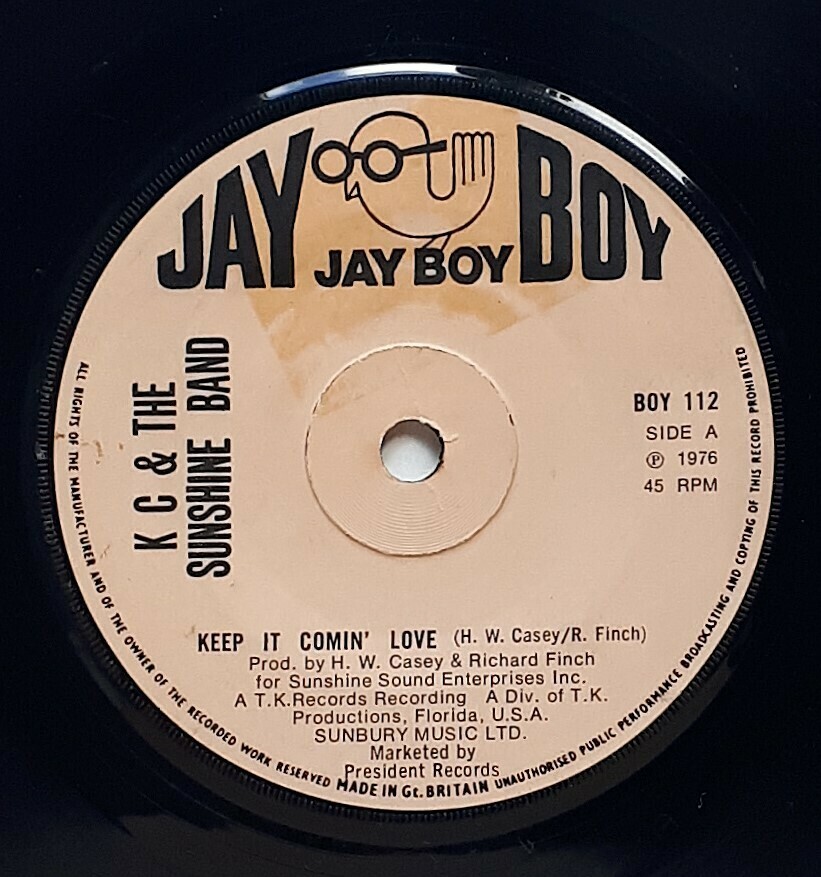 JAY BOY
JAY BOY
K C & THE
SUNSHINE BAND
BOY 112
SIDE A
Ⓟ 1976
45 RPM
KEEP IT COMIN' LOVE (H. W. Casey/R. Finch)
Prod. by H. W. Casey & Richard Finch
for Sunshine Sound Enterprises Inc.
A T.K.Records Recording A Div. of T.K.
Productions, Florida, U.S.A.
SUNBURY MUSIC LTD.
Marketed by
President Records
ALL RIGHTS OF THE MANUFACTURER AND OF THE OWNER OF THE RECORDED WORK RESERVED MADE IN Gt. BRITAIN UNAUTHORISED PUBLIC PERFORMANCE BROADCASTING AND COPYING OF THIS RECORD PROHIBITED